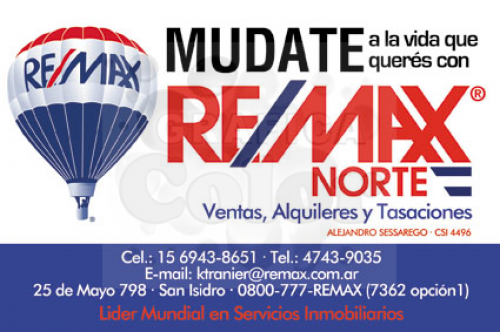 RE/MAX
MUDATE a la vida que
querés con
RE/MAX®
NORTE
Ventas, Alquileres y Tasaciones
ALEJANDRO SESSAREGO · CSI 4496
Cel.: 15 6943-8651 · Tel.: 4743-9035
E-mail: ktranier@remax.com.ar
25 de Mayo 798 · San Isidro · 0800-777-REMAX (7362 opción1)
Lider Mundial en Servicios Inmobiliarios